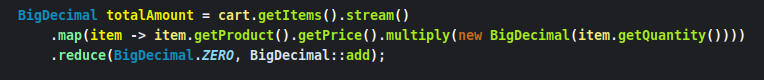 BigDecimal totalAmount = cart.getItems().stream()
.map(item -> item.getProduct().getPrice().multiply(new BigDecimal(item.getQuantity())))
.reduce(BigDecimal.ZERO, BigDecimal::add);